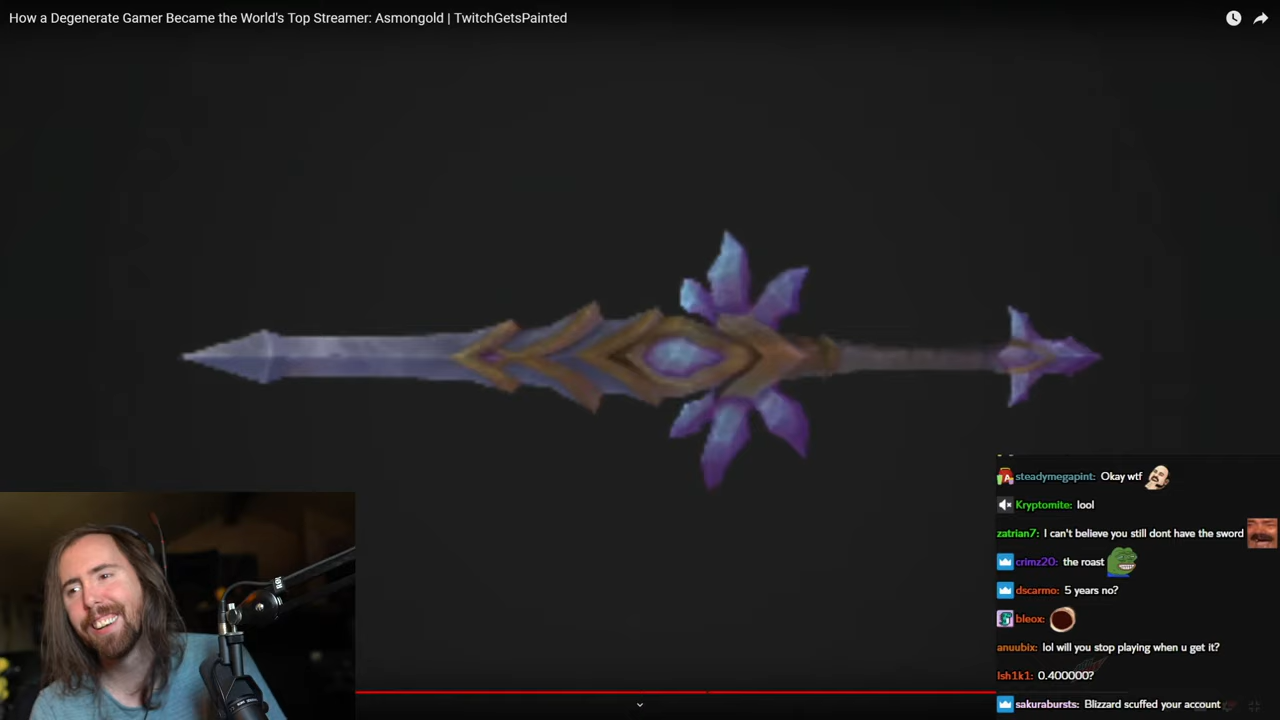 How a Degenerate Gamer Became the World's Top Streamer: Asmongold | TwitchGetsPainted
steadymegapint: Okay wtf
Kryptomite: lool
zatrian7: I can't believe you still dont have the sword
crimz20: the roast
dscarmo: 5 years no?
bleox:
anuubix: lol will you stop playing when u get it?
lsh1k1: 0.400000?
sakurabursts: Blizzard scuffed your account